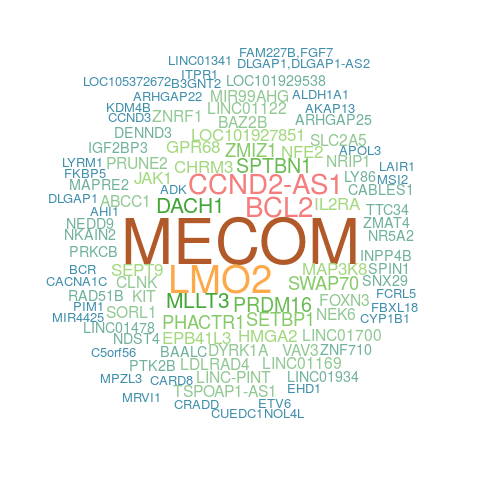 FAM227B,FGF7
LINC01341 DLGAP1,DLGAP1-AS2
ITPR1
LOC105372672 B3GNT2 LOC101929538
ARHGAP22 MIR99AHG ALDH1A1
KDM4B LINC01122 AKAP13
CCND3 ZNRF1 BAZ2B ARHGAP25
DENND3 LOC101927851 SLC2A5
IGF2BP3 GPR68 ZMIZ1 NFE2 APOL3
LYRM1 PRUNE2 CHRM3 SPTBN1 NRIP1 LAIR1
FKBP5 JAK1 LY86 MSI2
MAPRE2 ADK CCND2-AS1 CABLES1
DLGAP1 ABCC1 DACH1 BCL2 IL2RA TTC34
AHI1 ZMAT4
NEDD9 MECOM NR5A2
NKAIN2
PRKCB INPP4B
BCR SEPT9 LMO2 MAP3K8 SPIN1
CACNA1C CLNK SWAP70 SNX29
RAD51B KIT MLLT3 PRDM16 FOXN3 FCRL5
PIM1 SORL1 NEK6 FBXL18
MIR4425 PHACTR1 SETBP1 CYP1B1
LINC01478 EPB41L3 HMGA2 LINC01700
NDST4
C5orf56 BAALC DYRK1A VAV3 ZNF710
PTK2B LDLRAD4 LINC01169
MPZL3 CARD8 LINC-PINT LINC01934
MRVI1 TSPOAP1-AS1 EHD1
CRADD ETV6
CUEDC1 NOL4L